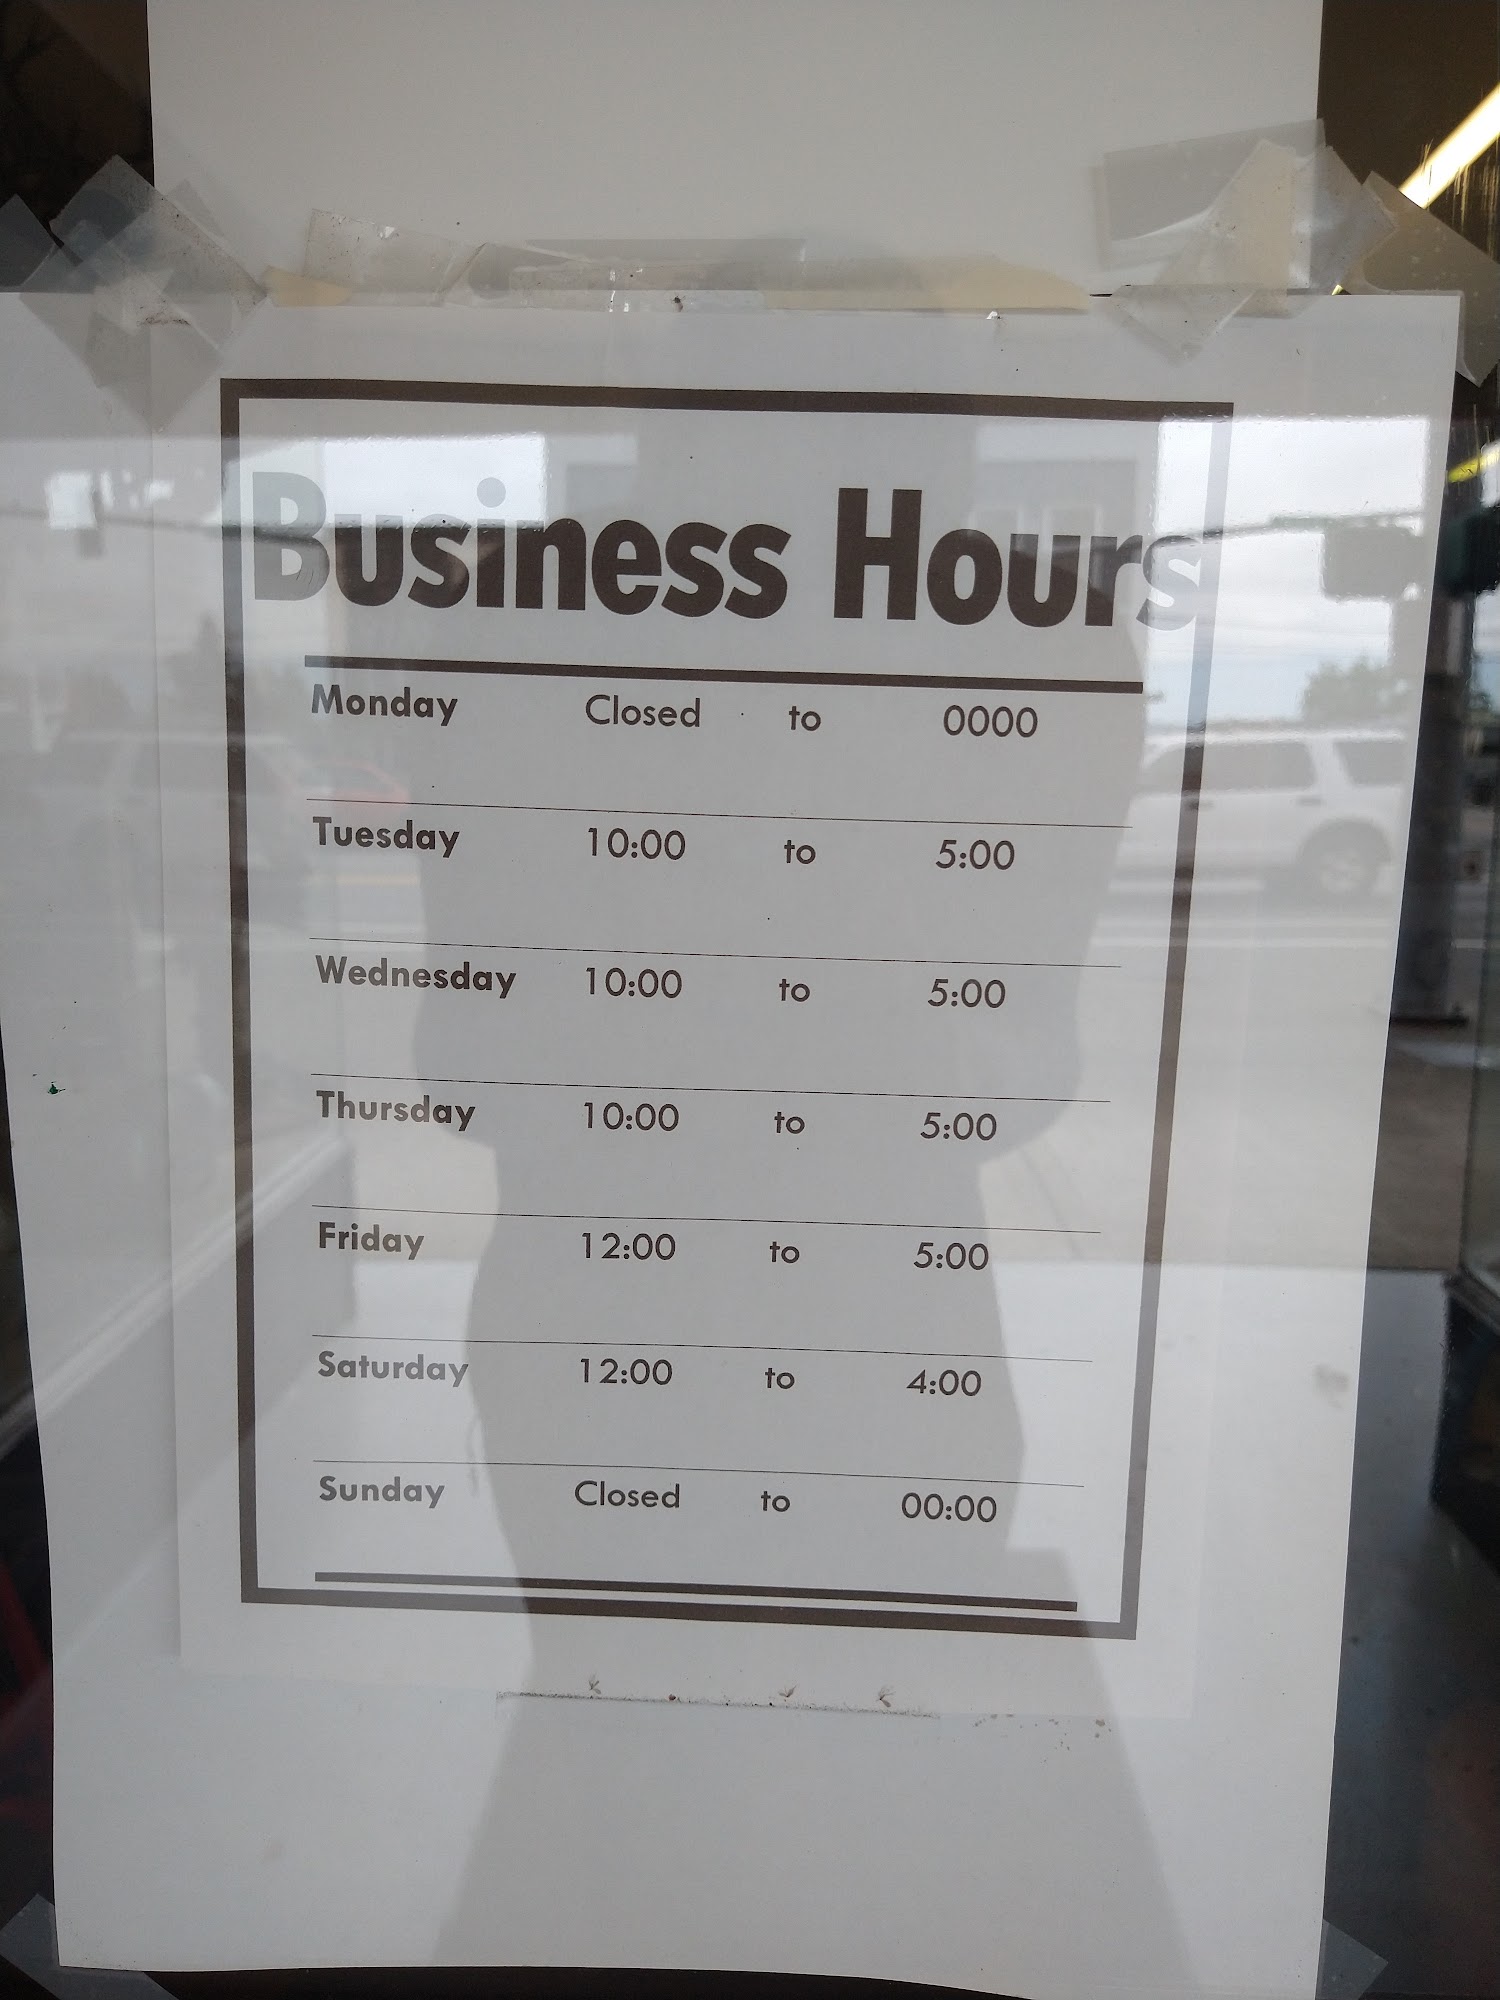 Business Hours
Monday Closed to 0000
Tuesday 10:00 to 5:00
Wednesday 10:00 to 5:00
Thursday 10:00 to 5:00
Friday 12:00 to 5:00
Saturday 12:00 to 4:00
Sunday Closed to 00:00